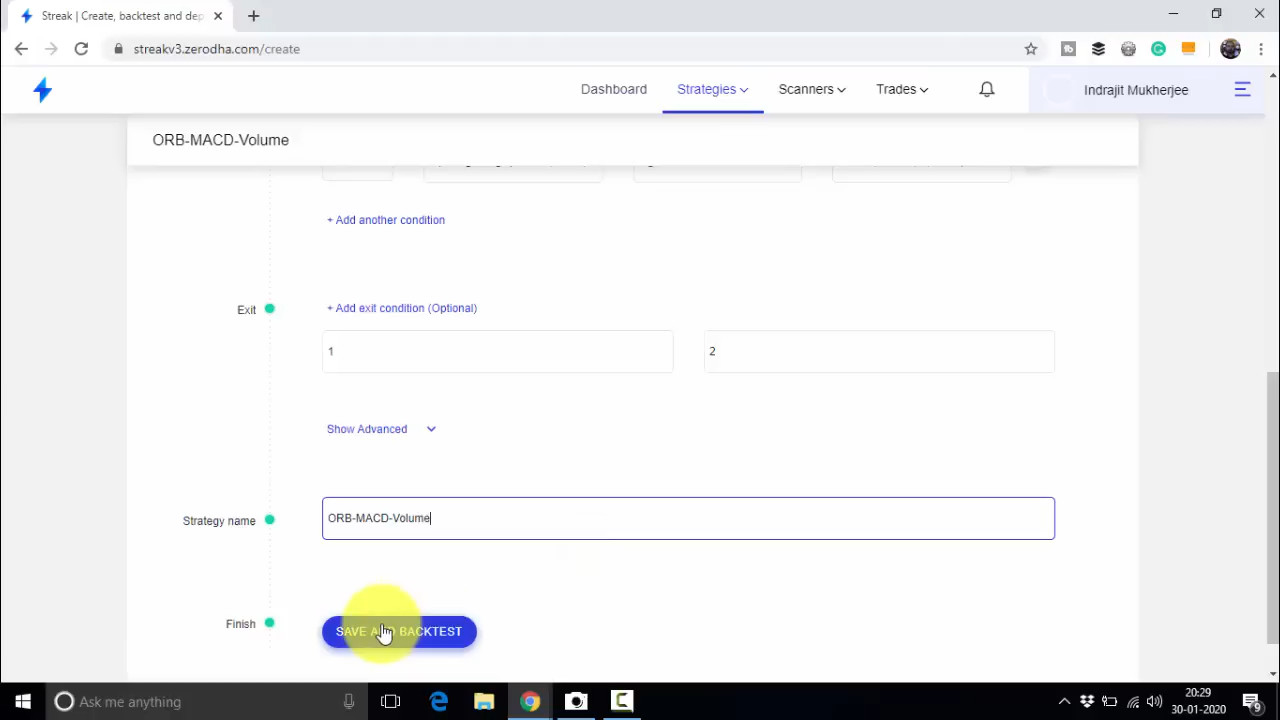 Streak | Create, backtest and dep
streakv3.zerodha.com/create
Dashboard
Strategies
Scanners
Trades
Indrajit Mukherjee
ORB-MACD-Volume
+ Add another condition
Exit
+ Add exit condition (Optional)
1
2
Show Advanced
Strategy name
ORB-MACD-Volume
Finish
SAVE AND BACKTEST
Ask me anything
20:29
30-01-2020
9